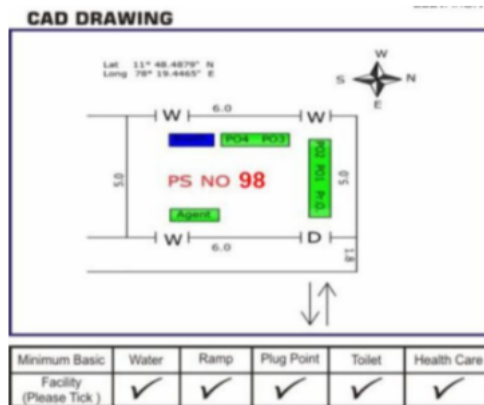 CAD DRAWING
Lat 11° 48.4879" N
Long 78° 19.4465" E
W
S N
E
W 6.0 W
PO4 PO3
PO2 PO1 Pr.O.
5.0
5.0
PS NO 98
Agent
W 6.0 D
1.8
Minimum Basic Water Ramp Plug Point Toilet Health Care
Facility
(Please Tick )